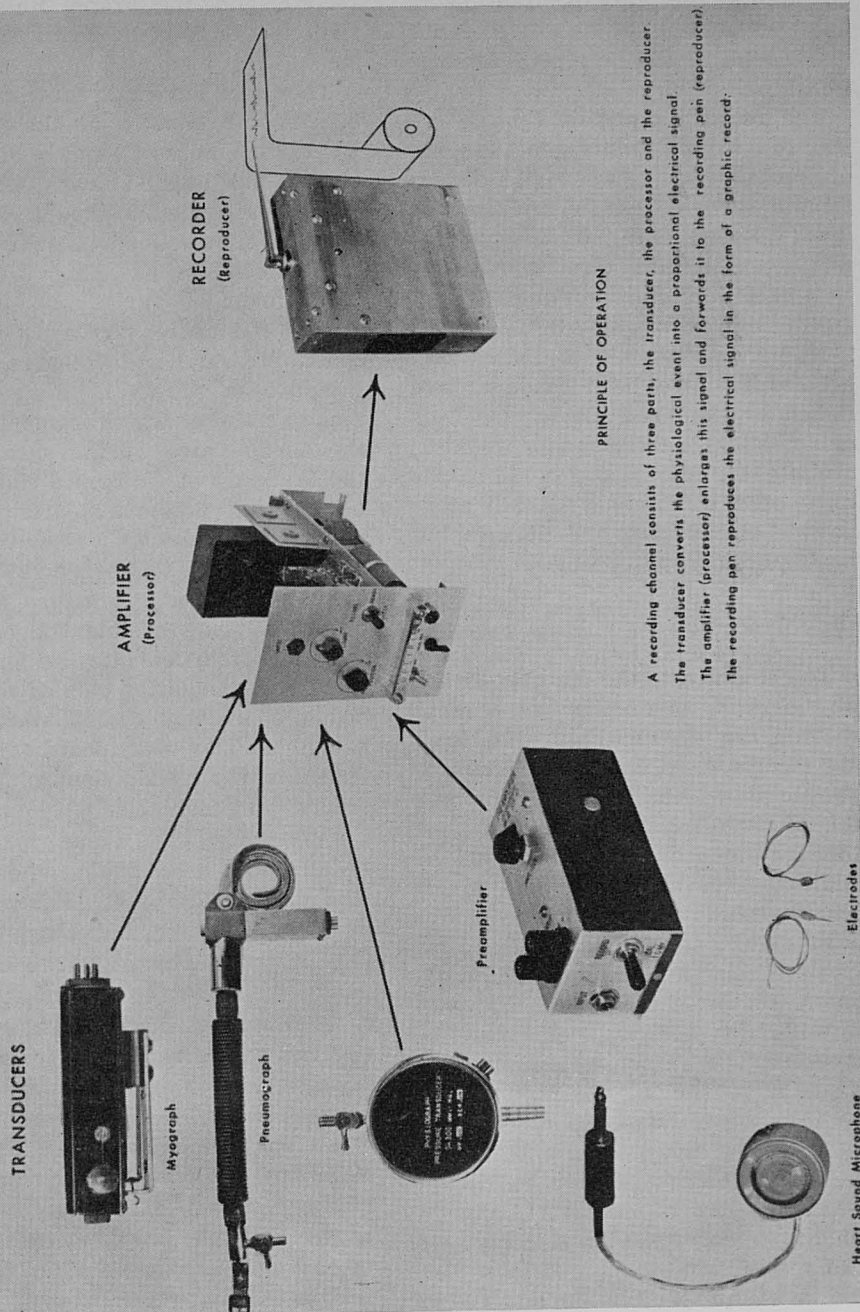 TRANSDUCERS
Myograph
Pneumograph
PHYSIOGRAPH
PRESSURE TRANSDUCER
Preamplifier
Heart Sound Microphone
Electrodes
AMPLIFIER
(Processor)
RECORDER
(Reproducer)
PRINCIPLE OF OPERATION
A recording channel consists of three parts, the transducer, the processor and the reproducer.
The transducer converts the physiological event into a proportional electrical signal.
The amplifier (processor) enlarges this signal and forwards it to the recording pen (reproducer).
The recording pen reproduces the electrical signal in the form of a graphic record.